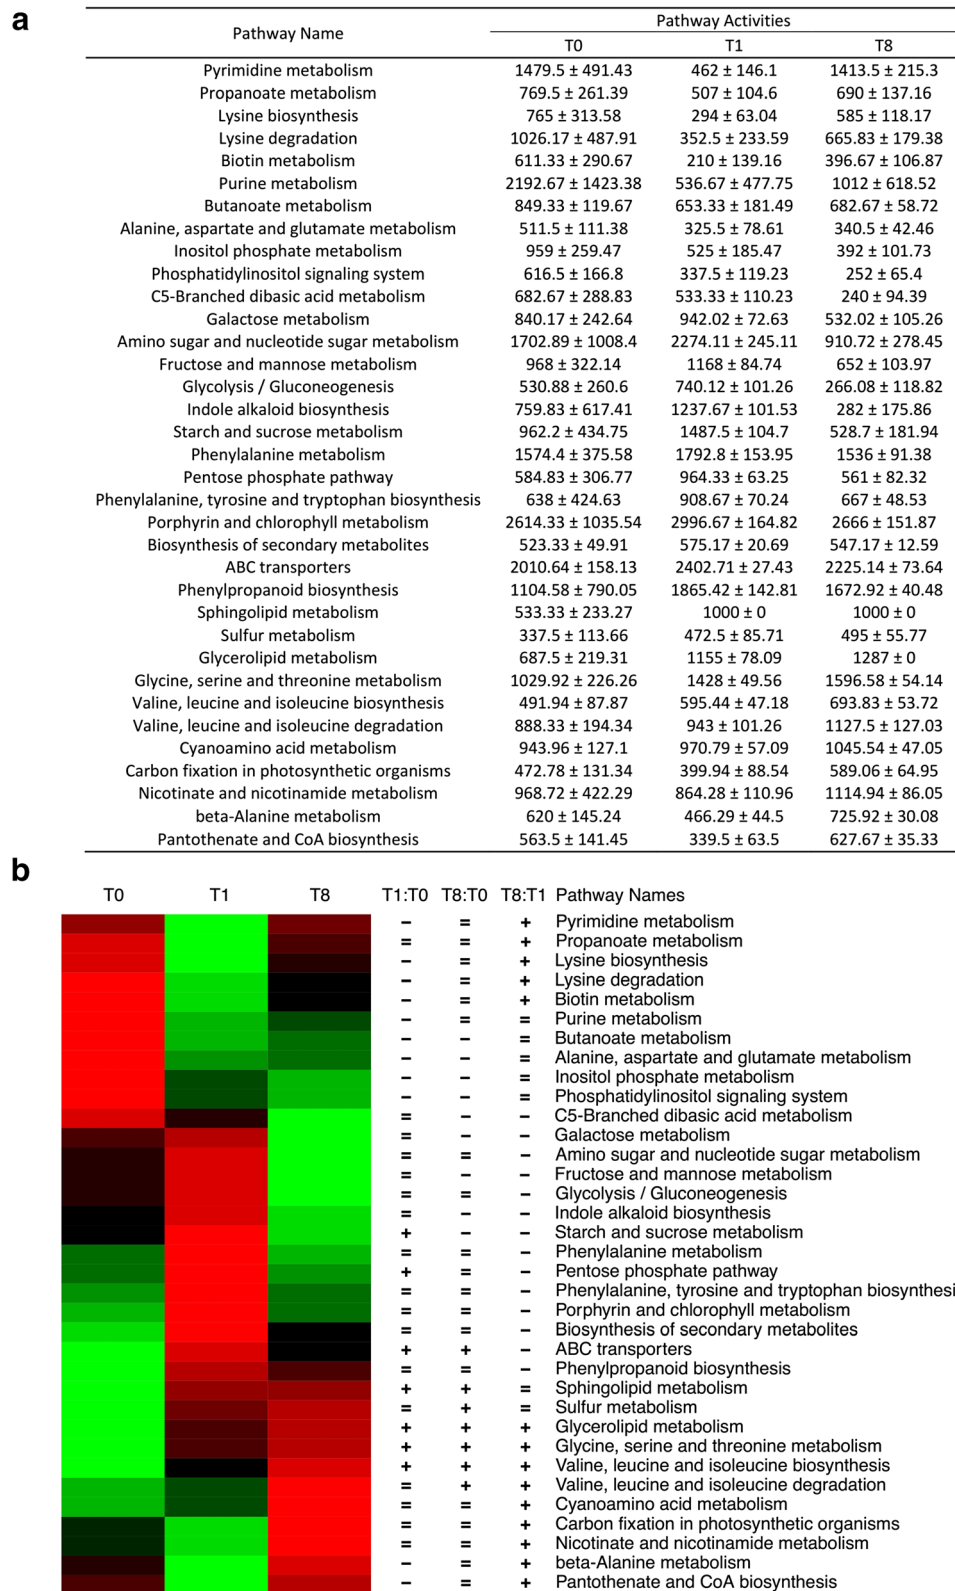 a
Pathway Name Pathway Activities
T0 T1 T8
Pyrimidine metabolism 1479.5 ± 491.43 462 ± 146.1 1413.5 ± 215.3
Propanoate metabolism 769.5 ± 261.39 507 ± 104.6 690 ± 137.16
Lysine biosynthesis 765 ± 313.58 294 ± 63.04 585 ± 118.17
Lysine degradation 1026.17 ± 487.91 352.5 ± 233.59 665.83 ± 179.38
Biotin metabolism 611.33 ± 290.67 210 ± 139.16 396.67 ± 106.87
Purine metabolism 2192.67 ± 1423.38 536.67 ± 477.75 1012 ± 618.52
Butanoate metabolism 849.33 ± 119.67 653.33 ± 181.49 682.67 ± 58.72
Alanine, aspartate and glutamate metabolism 511.5 ± 111.38 325.5 ± 78.61 340.5 ± 42.46
Inositol phosphate metabolism 959 ± 259.47 525 ± 185.47 392 ± 101.73
Phosphatidylinositol signaling system 616.5 ± 166.8 337.5 ± 119.23 252 ± 65.4
C5-Branched dibasic acid metabolism 682.67 ± 288.83 533.33 ± 110.23 240 ± 94.39
Galactose metabolism 840.17 ± 242.64 942.02 ± 72.63 532.02 ± 105.26
Amino sugar and nucleotide sugar metabolism 1702.89 ± 1008.4 2274.11 ± 245.11 910.72 ± 278.45
Fructose and mannose metabolism 968 ± 322.14 1168 ± 84.74 652 ± 103.97
Glycolysis / Gluconeogenesis 530.88 ± 260.6 740.12 ± 101.26 266.08 ± 118.82
Indole alkaloid biosynthesis 759.83 ± 617.41 1237.67 ± 101.53 282 ± 175.86
Starch and sucrose metabolism 962.2 ± 434.75 1487.5 ± 104.7 528.7 ± 181.94
Phenylalanine metabolism 1574.4 ± 375.58 1792.8 ± 153.95 1536 ± 91.38
Pentose phosphate pathway 584.83 ± 306.77 964.33 ± 63.25 561 ± 82.32
Phenylalanine, tyrosine and tryptophan biosynthesis 638 ± 424.63 908.67 ± 70.24 667 ± 48.53
Porphyrin and chlorophyll metabolism 2614.33 ± 1035.54 2996.67 ± 164.82 2666 ± 151.87
Biosynthesis of secondary metabolites 523.33 ± 49.91 575.17 ± 20.69 547.17 ± 12.59
ABC transporters 2010.64 ± 158.13 2402.71 ± 27.43 2225.14 ± 73.64
Phenylpropanoid biosynthesis 1104.58 ± 790.05 1865.42 ± 142.81 1672.92 ± 40.48
Sphingolipid metabolism 533.33 ± 233.27 1000 ± 0 1000 ± 0
Sulfur metabolism 337.5 ± 113.66 472.5 ± 85.71 495 ± 55.77
Glycerolipid metabolism 687.5 ± 219.31 1155 ± 78.09 1287 ± 0
Glycine, serine and threonine metabolism 1029.92 ± 226.26 1428 ± 49.56 1596.58 ± 54.14
Valine, leucine and isoleucine biosynthesis 491.94 ± 87.87 595.44 ± 47.18 693.83 ± 53.72
Valine, leucine and isoleucine degradation 888.33 ± 194.34 943 ± 101.26 1127.5 ± 127.03
Cyanoamino acid metabolism 943.96 ± 127.1 970.79 ± 57.09 1045.54 ± 47.05
Carbon fixation in photosynthetic organisms 472.78 ± 131.34 399.94 ± 88.54 589.06 ± 64.95
Nicotinate and nicotinamide metabolism 968.72 ± 422.29 864.28 ± 110.96 1114.94 ± 86.05
beta-Alanine metabolism 620 ± 145.24 466.29 ± 44.5 725.92 ± 30.08
Pantothenate and CoA biosynthesis 563.5 ± 141.45 339.5 ± 63.5 627.67 ± 35.33
b
T0 T1 T8 T1:T0 T8:T0 T8:T1 Pathway Names
− = + Pyrimidine metabolism
= = + Propanoate metabolism
− = + Lysine biosynthesis
− = + Lysine degradation
− = + Biotin metabolism
− = = Purine metabolism
− − = Butanoate metabolism
− − = Alanine, aspartate and glutamate metabolism
− − = Inositol phosphate metabolism
− − = Phosphatidylinositol signaling system
= − − C5-Branched dibasic acid metabolism
= − − Galactose metabolism
= = − Amino sugar and nucleotide sugar metabolism
= − − Fructose and mannose metabolism
= = − Glycolysis / Gluconeogenesis
= − − Indole alkaloid biosynthesis
+ − − Starch and sucrose metabolism
= = − Phenylalanine metabolism
+ = − Pentose phosphate pathway
= = − Phenylalanine, tyrosine and tryptophan biosynthesi
= = − Porphyrin and chlorophyll metabolism
= = − Biosynthesis of secondary metabolites
+ + − ABC transporters
= = − Phenylpropanoid biosynthesis
+ + = Sphingolipid metabolism
= + = Sulfur metabolism
+ + + Glycerolipid metabolism
+ + + Glycine, serine and threonine metabolism
+ + + Valine, leucine and isoleucine biosynthesis
= + + Valine, leucine and isoleucine degradation
= = + Cyanoamino acid metabolism
= = + Carbon fixation in photosynthetic organisms
= = + Nicotinate and nicotinamide metabolism
− = + beta-Alanine metabolism
− = + Pantothenate and CoA biosynthesis